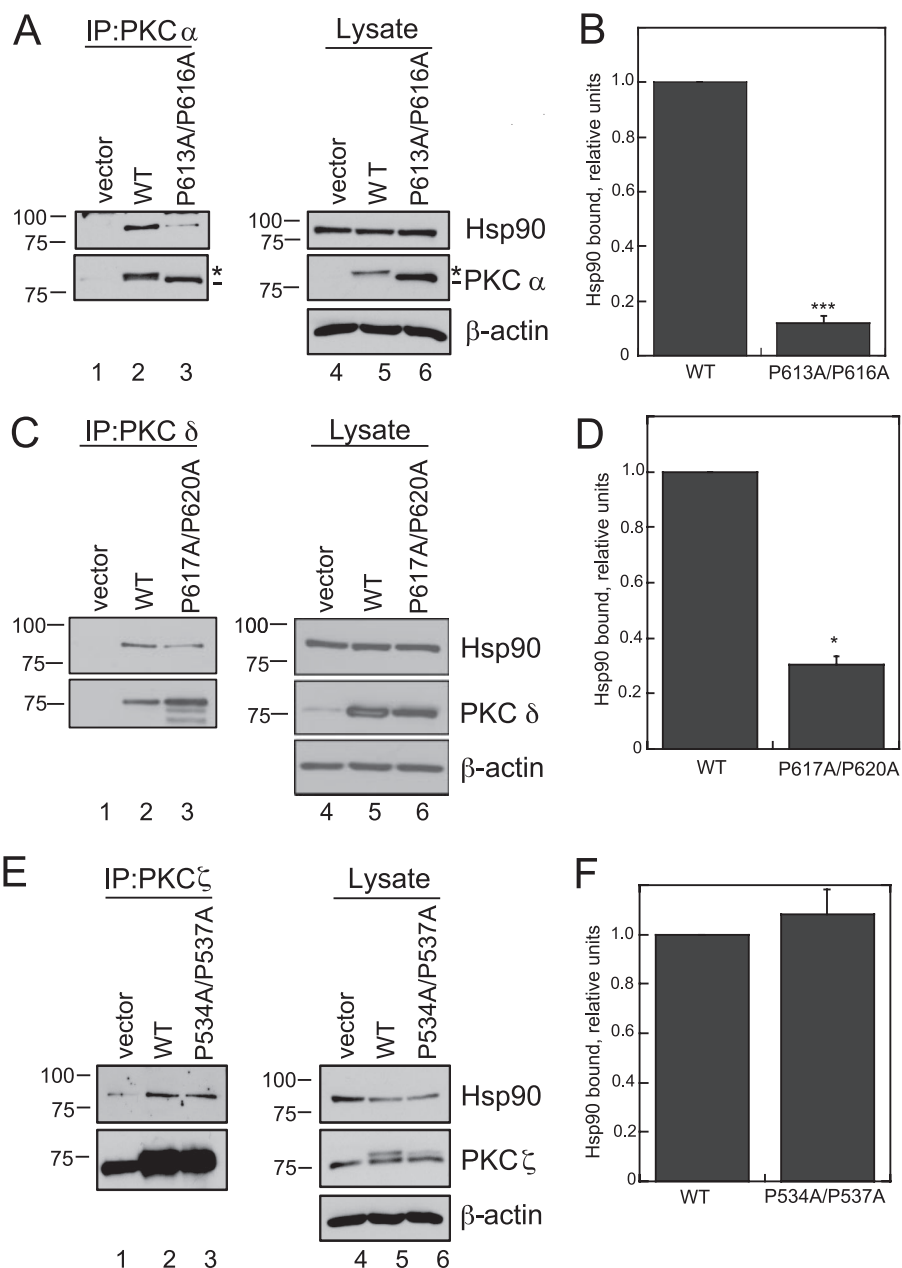 A
IP:PKC α
Lysate
vector
WT
P613A/P616A
vector
WT
P613A/P616A
100
75
Hsp90
75
*
–
*
–PKC α
β-actin
1 2 3
4 5 6
B
Hsp90 bound, relative units
1.0
0.8
0.6
0.4
0.2
0
***
WT
P613A/P616A
C
IP:PKC δ
Lysate
vector
WT
P617A/P620A
vector
WT
P617A/P620A
100
75
100
75
Hsp90
75
75
PKC δ
β-actin
1 2 3
4 5 6
D
Hsp90 bound, relative units
1.0
0.8
0.6
0.4
0.2
0
*
WT
P617A/P620A
E
IP:PKCζ
Lysate
vector
WT
P534A/P537A
vector
WT
P534A/P537A
100
75
100
75
Hsp90
75
75
PKCζ
β-actin
1 2 3
4 5 6
F
Hsp90 bound, relative units
1.0
0.8
0.6
0.4
0.2
0
WT
P534A/P537A
100
75
75